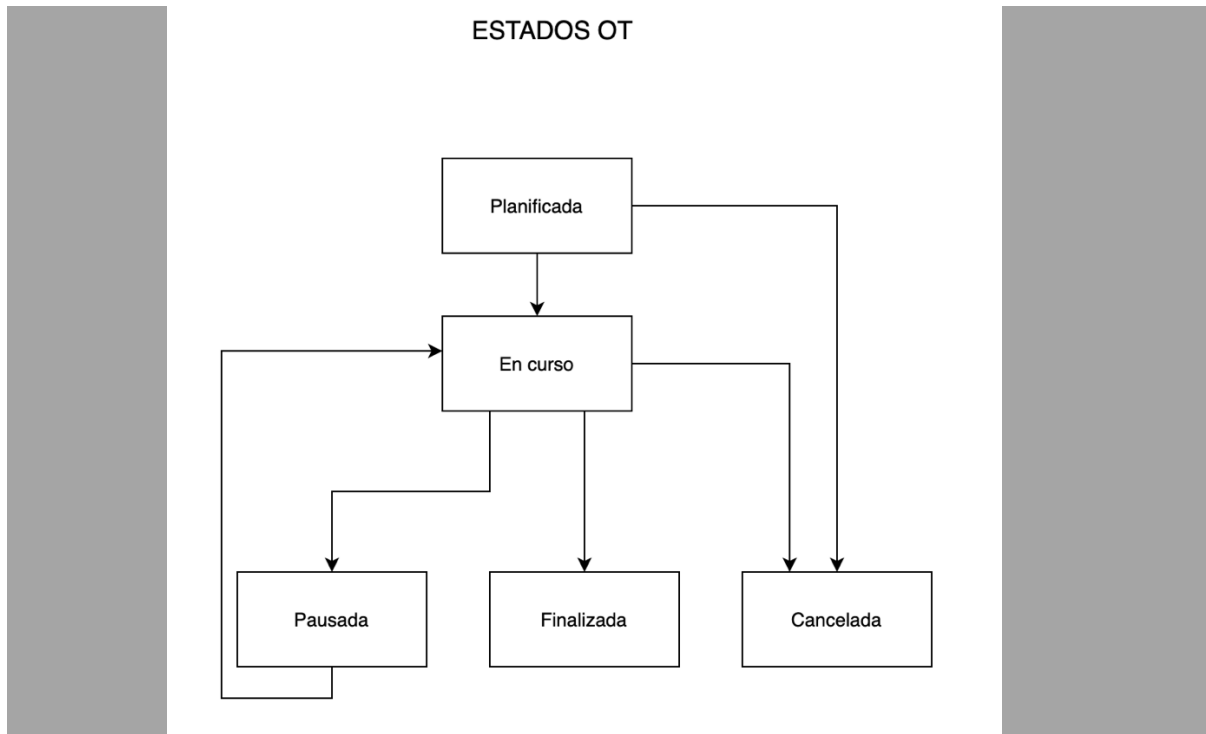 ESTADOS OT
Planificada
En curso
Pausada
Finalizada
Cancelada